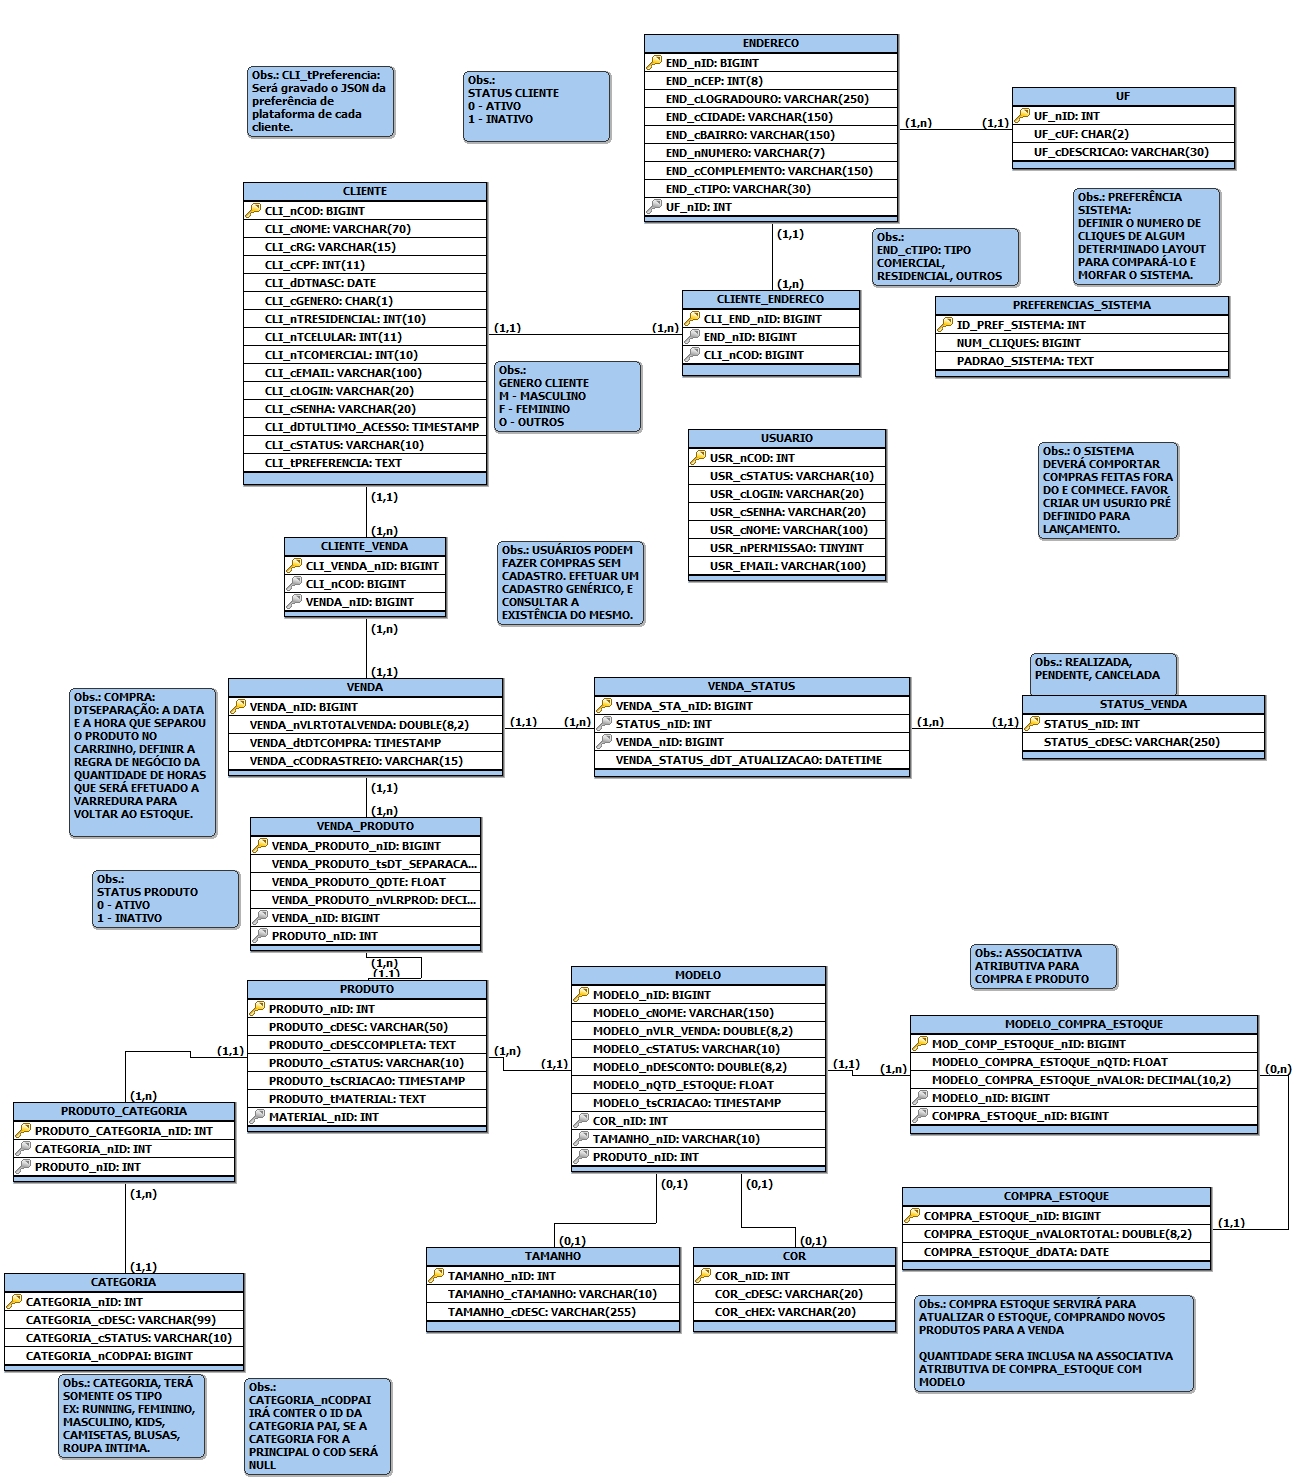 Obs.: CLI_tPreferencia:
Será gravado o JSON da
preferência de
plataforma de cada
cliente.
Obs.:
STATUS CLIENTE
0 - ATIVO
1 - INATIVO
ENDERECO
END_nID: BIGINT
END_nCEP: INT(8)
END_cLOGRADOURO: VARCHAR(250)
END_cCIDADE: VARCHAR(150)
END_cBAIRRO: VARCHAR(150)
END_nNUMERO: VARCHAR(7)
END_cCOMPLEMENTO: VARCHAR(150)
END_cTIPO: VARCHAR(30)
UF_nID: INT
(1,n)
(1,1)
UF
UF_nID: INT
UF_cUF: CHAR(2)
UF_cDESCRICAO: VARCHAR(30)
Obs.: PREFERÊNCIA
SISTEMA:
DEFINIR O NUMERO DE
CLIQUES DE ALGUM
DETERMINADO LAYOUT
PARA COMPARÁ-LO E
MORFAR O SISTEMA.
(1,1)
(1,n)
Obs.:
END_cTIPO: TIPO
COMERCIAL,
RESIDENCIAL, OUTROS
CLIENTE
CLI_nCOD: BIGINT
CLI_cNOME: VARCHAR(70)
CLI_cRG: VARCHAR(15)
CLI_cCPF: INT(11)
CLI_dDTNASC: DATE
CLI_cGENERO: CHAR(1)
CLI_nTRESIDENCIAL: INT(10)
CLI_nTCELULAR: INT(11)
CLI_nTCOMERCIAL: INT(10)
CLI_cEMAIL: VARCHAR(100)
CLI_cLOGIN: VARCHAR(20)
CLI_cSENHA: VARCHAR(20)
CLI_dDTULTIMO_ACESSO: TIMESTAMP
CLI_cSTATUS: VARCHAR(10)
CLI_tPREFERENCIA: TEXT
(1,1)
(1,n)
CLIENTE_ENDERECO
CLI_END_nID: BIGINT
END_nID: BIGINT
CLI_nCOD: BIGINT
PREFERENCIAS_SISTEMA
ID_PREF_SISTEMA: INT
NUM_CLIQUES: BIGINT
PADRAO_SISTEMA: TEXT
Obs.:
GENERO CLIENTE
M - MASCULINO
F - FEMININO
O - OUTROS
USUARIO
USR_nCOD: INT
USR_cSTATUS: VARCHAR(10)
USR_cLOGIN: VARCHAR(20)
USR_cSENHA: VARCHAR(20)
USR_cNOME: VARCHAR(100)
USR_nPERMISSAO: TINYINT
USR_EMAIL: VARCHAR(100)
Obs.: O SISTEMA
DEVERÁ COMPORTAR
COMPRAS FEITAS FORA
DO E COMMECE. FAVOR
CRIAR UM USURIO PRÉ
DEFINIDO PARA
LANÇAMENTO.
(1,1)
(1,n)
CLIENTE_VENDA
CLI_VENDA_nID: BIGINT
CLI_nCOD: BIGINT
VENDA_nID: BIGINT
Obs.: USUÁRIOS PODEM
FAZER COMPRAS SEM
CADASTRO. EFETUAR UM
CADASTRO GENÉRICO, E
CONSULTAR A
EXISTÊNCIA DO MESMO.
(1,n)
(1,1)
Obs.: COMPRA:
DTSEPARAÇÃO: A DATA
E A HORA QUE SEPAROU
O PRODUTO NO
CARRINHO, DEFINIR A
REGRA DE NEGÓCIO DA
QUANTIDADE DE HORAS
QUE SERÁ EFETUADO A
VARREDURA PARA
VOLTAR AO ESTOQUE.
VENDA
VENDA_nID: BIGINT
VENDA_nVLRTOTALVENDA: DOUBLE(8,2)
VENDA_dtDTCOMPRA: TIMESTAMP
VENDA_cCODRASTREIO: VARCHAR(15)
(1,1)
(1,n)
VENDA_STATUS
VENDA_STA_nID: BIGINT
STATUS_nID: INT
VENDA_nID: BIGINT
VENDA_STATUS_dDT_ATUALIZACAO: DATETIME
(1,n)
(1,1)
Obs.: REALIZADA,
PENDENTE, CANCELADA
STATUS_VENDA
STATUS_nID: INT
STATUS_cDESC: VARCHAR(250)
(1,1)
(1,n)
VENDA_PRODUTO
VENDA_PRODUTO_nID: BIGINT
VENDA_PRODUTO_tsDT_SEPARACA...
VENDA_PRODUTO_QDTE: FLOAT
VENDA_PRODUTO_nVLRPROD: DECI...
VENDA_nID: BIGINT
PRODUTO_nID: INT
Obs.:
STATUS PRODUTO
0 - ATIVO
1 - INATIVO
(1,n)
(1,1)
PRODUTO
PRODUTO_nID: INT
PRODUTO_cDESC: VARCHAR(50)
PRODUTO_cDESCCOMPLETA: TEXT
PRODUTO_cSTATUS: VARCHAR(10)
PRODUTO_tsCRIACAO: TIMESTAMP
PRODUTO_tMATERIAL: TEXT
MATERIAL_nID: INT
(1,n)
(1,1)
MODELO
MODELO_nID: BIGINT
MODELO_cNOME: VARCHAR(150)
MODELO_nVLR_VENDA: DOUBLE(8,2)
MODELO_cSTATUS: VARCHAR(10)
MODELO_nDESCONTO: DOUBLE(8,2)
MODELO_nQTD_ESTOQUE: FLOAT
MODELO_tsCRIACAO: TIMESTAMP
COR_nID: INT
TAMANHO_nID: VARCHAR(10)
PRODUTO_nID: INT
Obs.: ASSOCIATIVA
ATRIBUTIVA PARA
COMPRA E PRODUTO
(1,1)
(1,n)
MODELO_COMPRA_ESTOQUE
MOD_COMP_ESTOQUE_nID: BIGINT
MODELO_COMPRA_ESTOQUE_nQTD: FLOAT
MODELO_COMPRA_ESTOQUE_nVALOR: DECIMAL(10,2)
MODELO_nID: BIGINT
COMPRA_ESTOQUE_nID: BIGINT
(0,n)
(1,1)
(1,1)
(1,n)
PRODUTO_CATEGORIA
PRODUTO_CATEGORIA_nID: INT
CATEGORIA_nID: INT
PRODUTO_nID: INT
(1,n)
(1,1)
(0,1)
(0,1)
(0,1)
(0,1)
COMPRA_ESTOQUE
COMPRA_ESTOQUE_nID: BIGINT
COMPRA_ESTOQUE_nVALORTOTAL: DOUBLE(8,2)
COMPRA_ESTOQUE_dDATA: DATE
TAMANHO
TAMANHO_nID: INT
TAMANHO_cTAMANHO: VARCHAR(10)
TAMANHO_cDESC: VARCHAR(255)
COR
COR_nID: INT
COR_cDESC: VARCHAR(20)
COR_cHEX: VARCHAR(20)
CATEGORIA
CATEGORIA_nID: INT
CATEGORIA_cDESC: VARCHAR(99)
CATEGORIA_cSTATUS: VARCHAR(10)
CATEGORIA_nCODPAI: BIGINT
Obs.: COMPRA ESTOQUE SERVIRÁ PARA
ATUALIZAR O ESTOQUE, COMPRANDO NOVOS
PRODUTOS PARA A VENDA
QUANTIDADE SERA INCLUSA NA ASSOCIATIVA
ATRIBUTIVA DE COMPRA_ESTOQUE COM
MODELO
Obs.: CATEGORIA, TERÁ
SOMENTE OS TIPO
EX: RUNNING, FEMININO,
MASCULINO, KIDS,
CAMISETAS, BLUSAS,
ROUPA INTIMA.
Obs.:
CATEGORIA_nCODPAI
IRÁ CONTER O ID DA
CATEGORIA PAI, SE A
CATEGORIA FOR A
PRINCIPAL O COD SERÁ
NULL